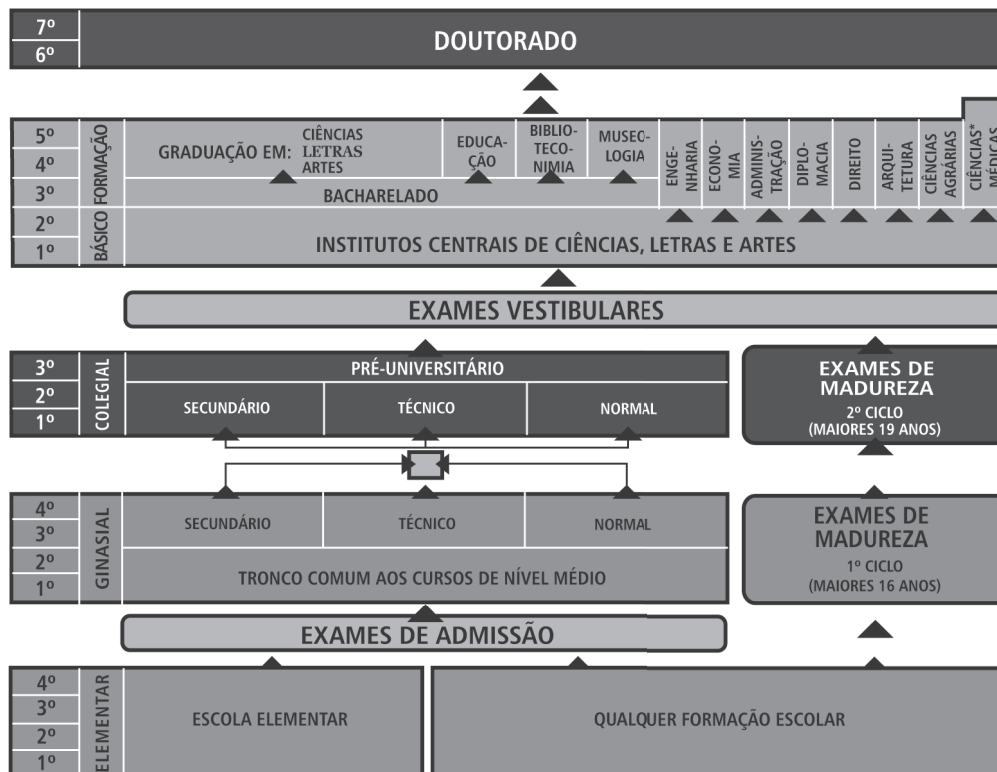 7º
6º
DOUTORADO
5º
4º
3º
2º
1º
FORMAÇÃO
BÁSICO
GRADUAÇÃO EM:
CIÊNCIAS
LETRAS
ARTES
EDUCA-
ÇÃO
BIBLIO-
TECO-
NIMIA
MUSEO-
LOGIA
ENGE-
NHARIA
ECONO-
MIA
ADMINIS-
TRAÇÃO
DIPLO-
MACIA
DIREITO
ARQUI-
TETURA
CIÊNCIAS
AGRÁRIAS
CIÊNCIAS*
MÉDICAS
BACHARELADO
INSTITUTOS CENTRAIS DE CIÊNCIAS, LETRAS E ARTES
EXAMES VESTIBULARES
3º
2º
1º
COLEGIAL
PRÉ-UNIVERSITÁRIO
SECUNDÁRIO
TÉCNICO
NORMAL
EXAMES DE
MADUREZA
2º CICLO
(MAIORES 19 ANOS)
4º
3º
2º
1º
GINASIAL
SECUNDÁRIO
TÉCNICO
NORMAL
TRONCO COMUM AOS CURSOS DE NÍVEL MÉDIO
EXAMES DE
MADUREZA
1º CICLO
(MAIORES 16 ANOS)
EXAMES DE ADMISSÃO
4º
3º
2º
1º
ELEMENTAR
ESCOLA ELEMENTAR
QUALQUER FORMAÇÃO ESCOLAR